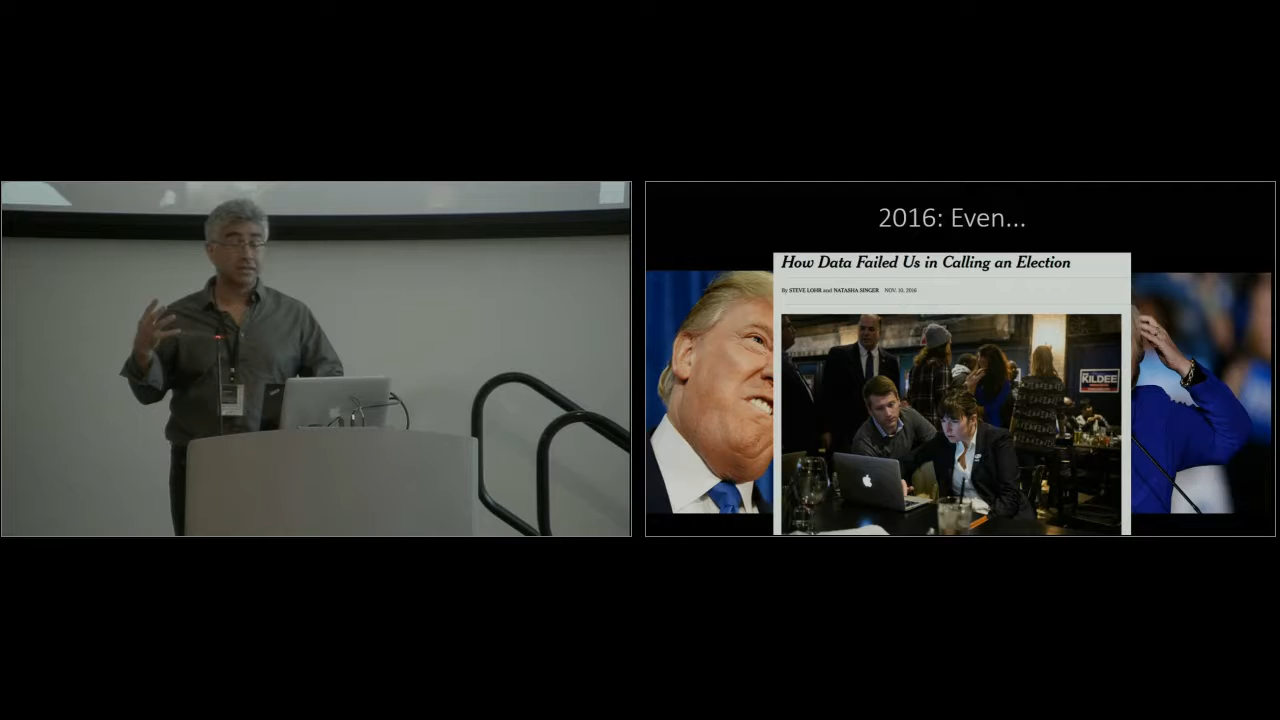 2016: Even...
How Data Failed Us in Calling an Election
By STEVE LOHR and NATASHA SINGER NOV. 10, 2016
KILDEE